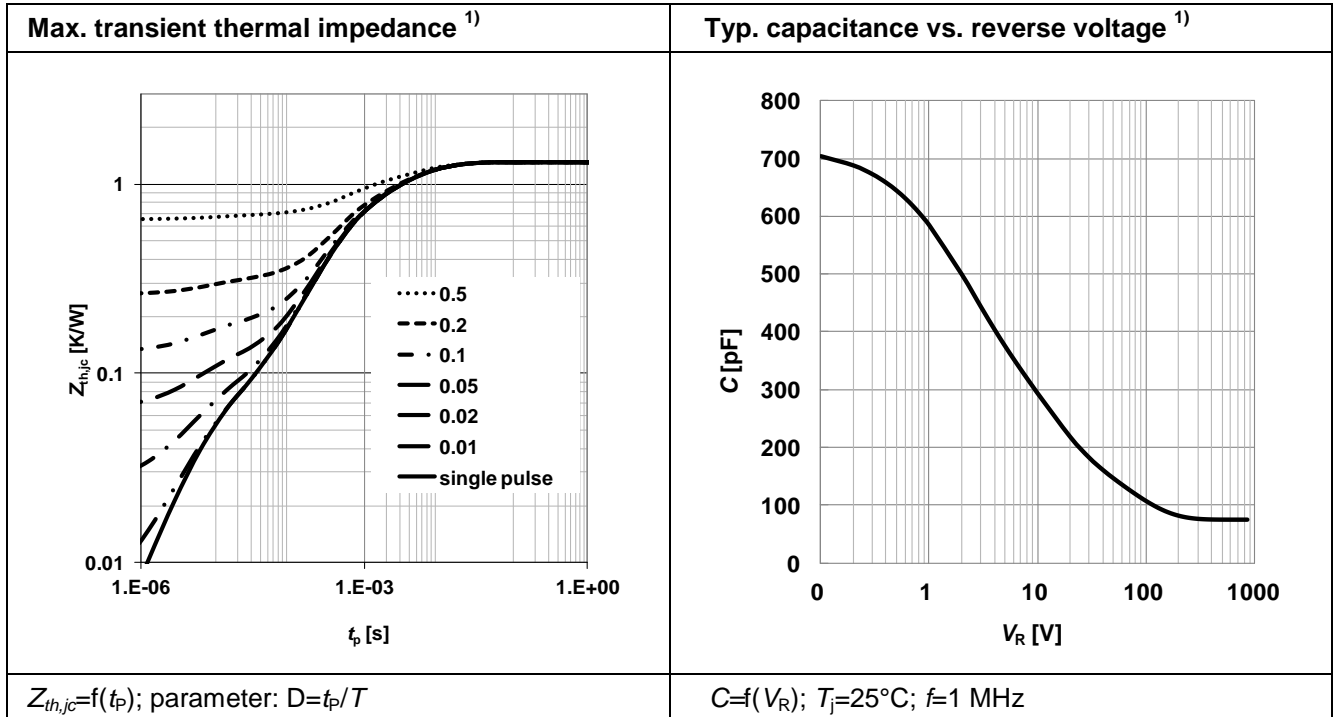 Max. transient thermal impedance 1)
1
0.1
0.01
Zth,jc [K/W]
0.5
0.2
0.1
0.05
0.02
0.01
single pulse
1.E-06 1.E-03 1.E+00
tp [s]
Zth,jc=f(tP); parameter: D=tP/T
Typ. capacitance vs. reverse voltage 1)
800
700
600
500
400
300
200
100
0
C [pF]
0 1 10 100 1000
VR [V]
C=f(VR); Tj=25°C; f=1 MHz